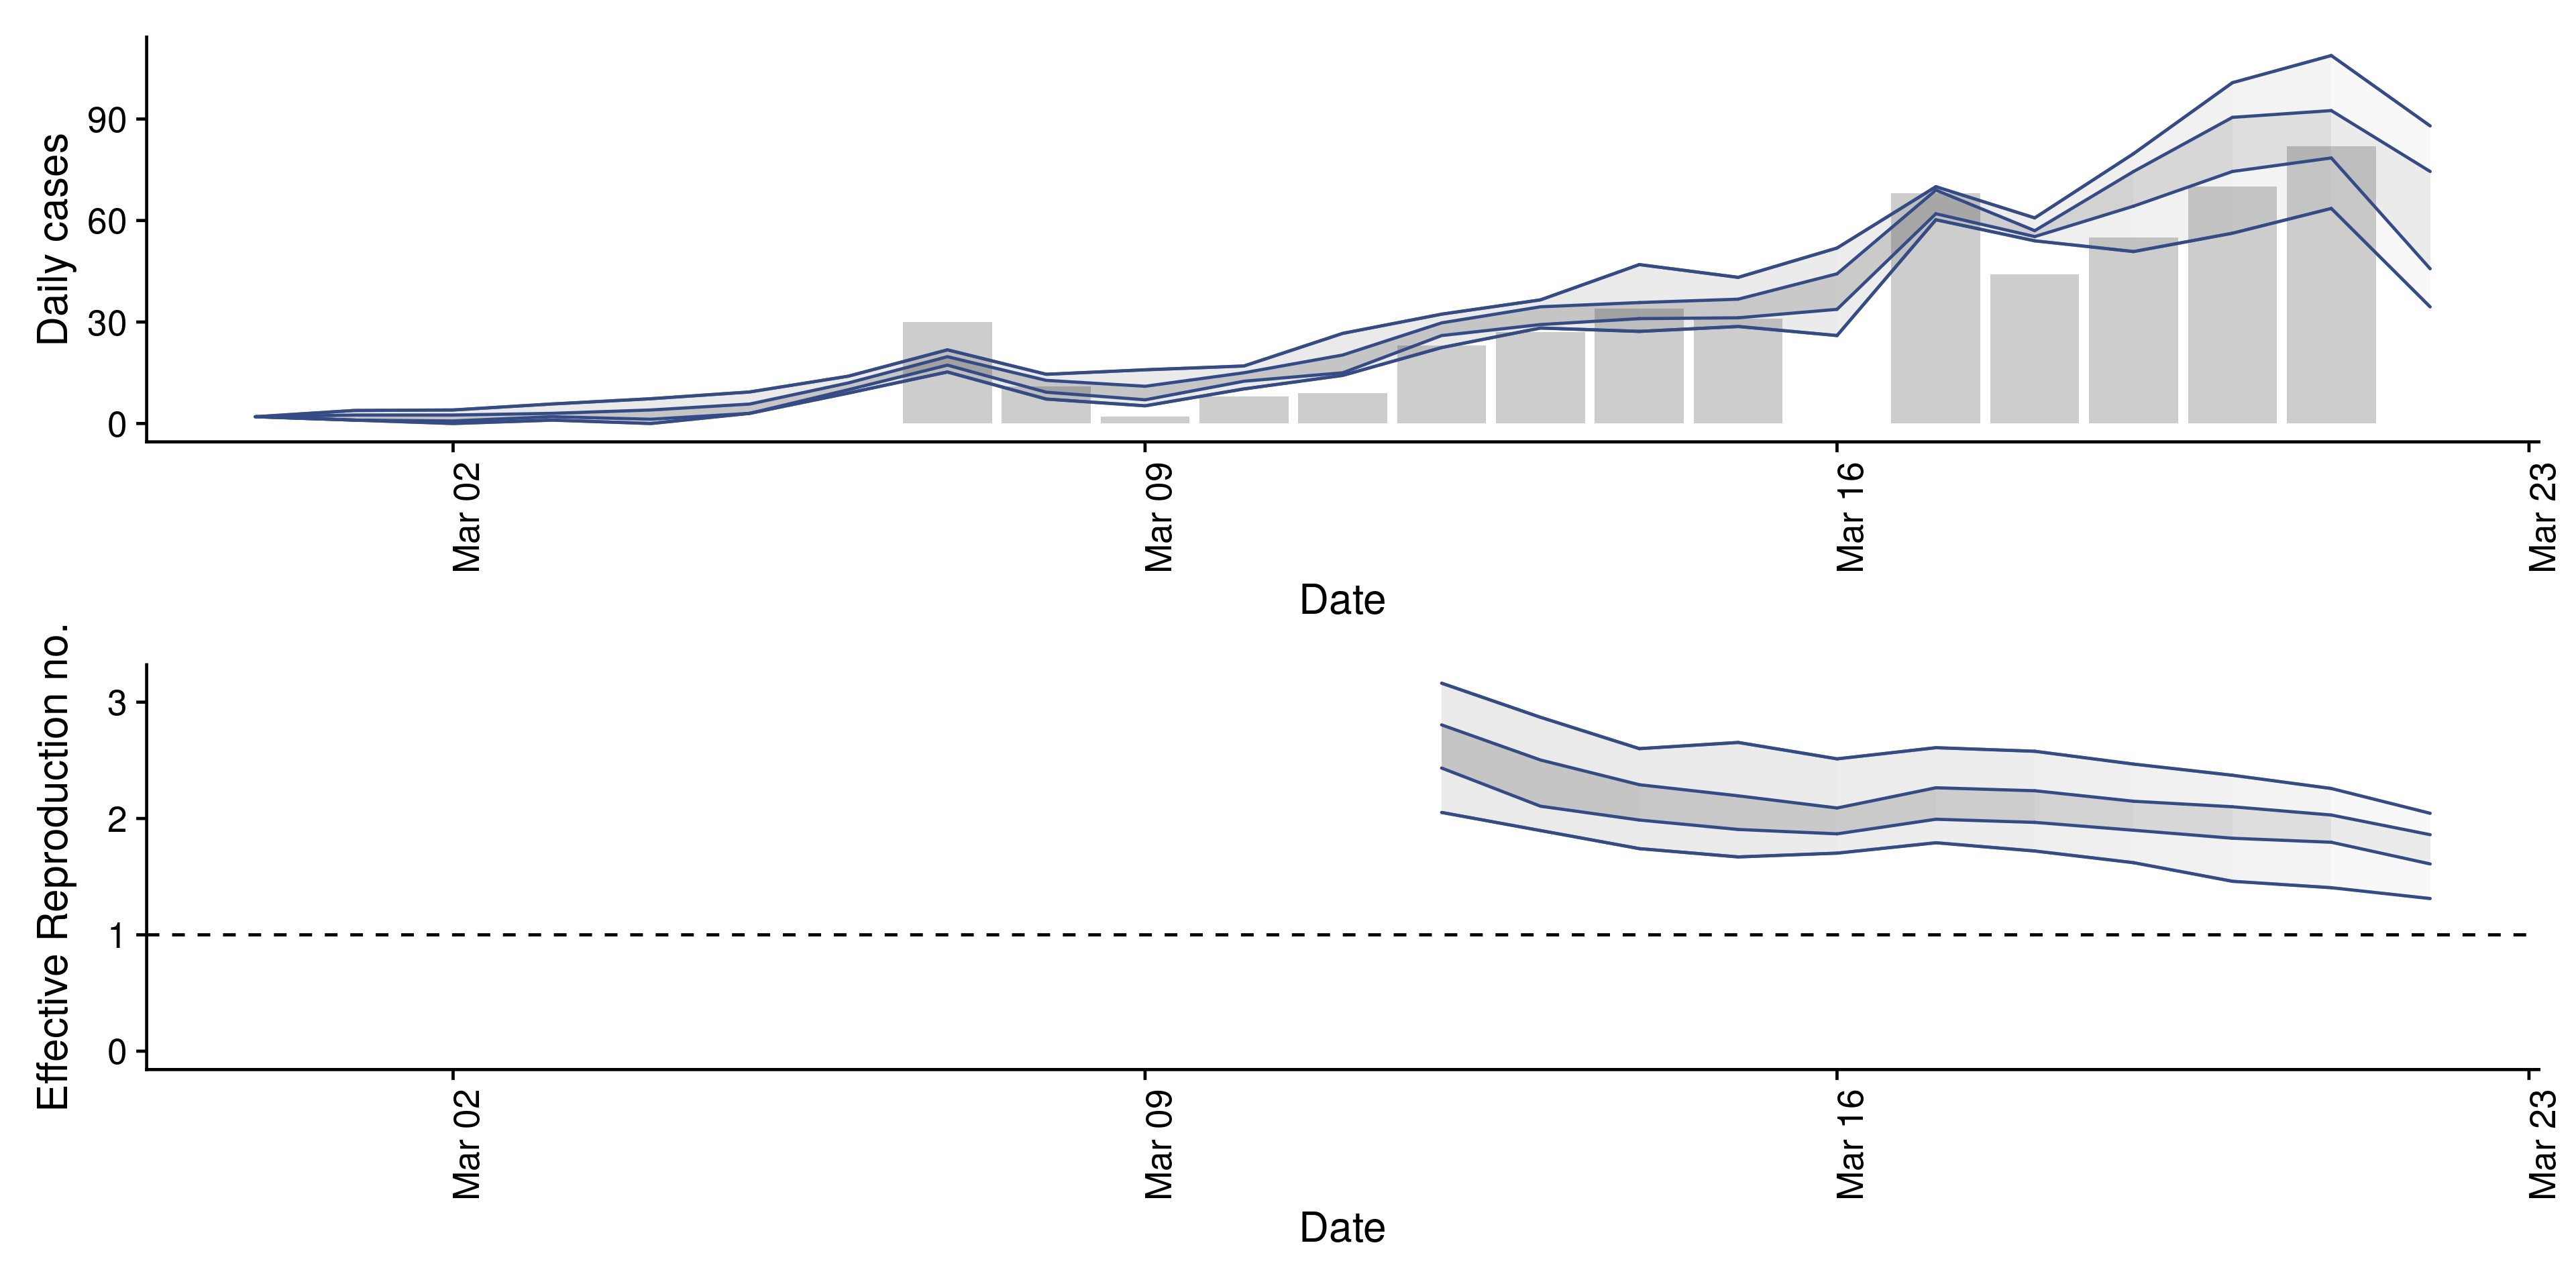 Daily cases
90
60
30
0
Mar 02
Mar 09
Mar 16
Mar 23
Date
Effective Reproduction no.
3
2
1
0
Mar 02
Mar 09
Mar 16
Mar 23
Date